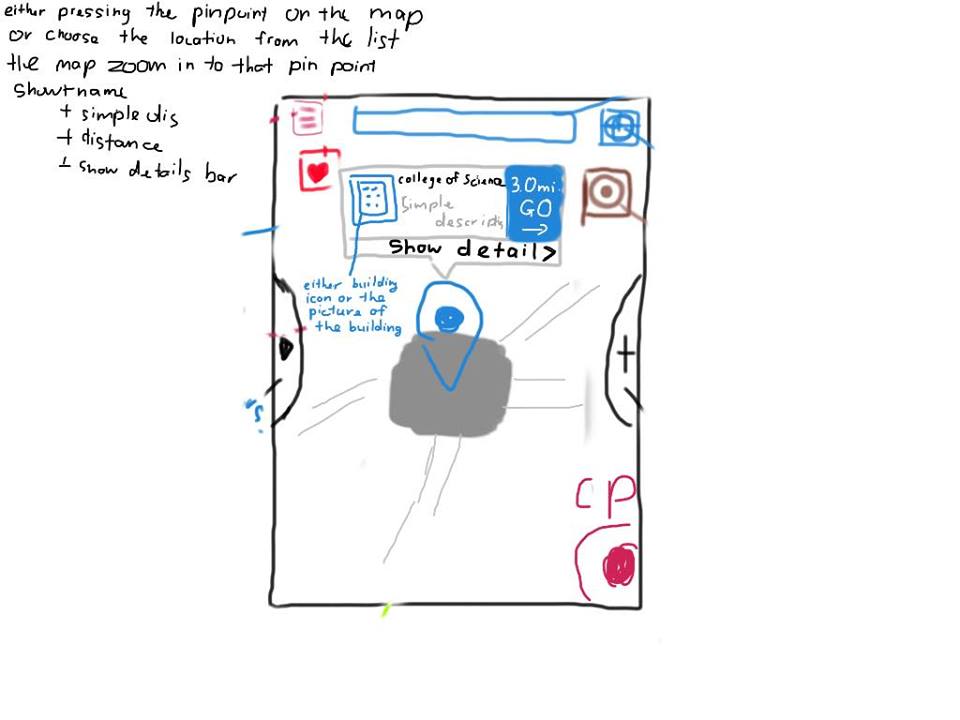 either pressing the pinpoint or the map
or choose the location from the list
the map zoom in to that pin point
show name
+ simple dis
+ distance
+ show details bar
college of Science
Simple
descripti
3.0mi.
GO
Show detail>
either building
icon or the
picture of
the building
CP